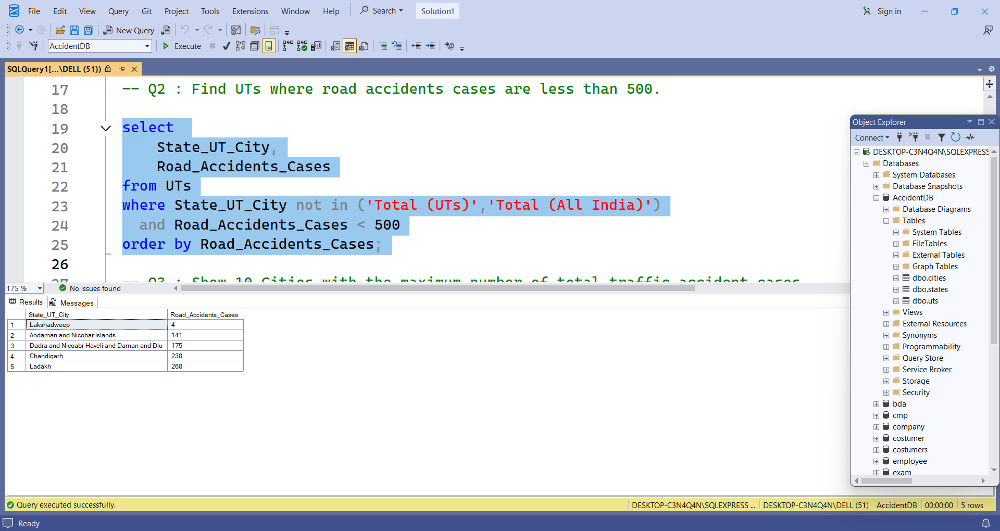 File Edit View Query Git Project Tools Extensions Window Help Search Solution1 Sign in
New Query
AccidentDB Execute
SQLQuery1[...\DELL (51))
17 -- Q2 : Find UTs where road accidents cases are less than 500.
18
19 select
20 State_UT_City,
21 Road_Accidents_Cases
22 from UTs
23 where State_UT_City not in ('Total (UTs)','Total (All India)')
24 and Road_Accidents_Cases < 500
25 order by Road_Accidents_Cases;
26
27 -- Q3 : Show 10 Cities with the maximum number of total traffic accident cases
175 % No issues found
Results Messages
State_UT_City Road_Accidents_Cases
1 Lakshadweep 4
2 Andaman and Nicobar Islands 141
3 Dadra and Nicoabr Haveli and Daman and Diu 175
4 Chandigarh 238
5 Ladakh 268
Object Explorer
Connect
DESKTOP-C3N4Q4N\SQLEXPRESS
Databases
System Databases
Database Snapshots
AccidentDB
Database Diagrams
Tables
System Tables
FileTables
External Tables
Graph Tables
dbo.cities
dbo.states
dbo.uts
Views
External Resources
Synonyms
Programmability
Query Store
Service Broker
Storage
Security
bda
cmp
company
costumer
costumers
employee
exam
Query executed successfully. DESKTOP-C3N4Q4N\SQLEXPRESS ... DESKTOP-C3N4Q4N\DELL (51) AccidentDB 00:00:00 5 rows
Ready